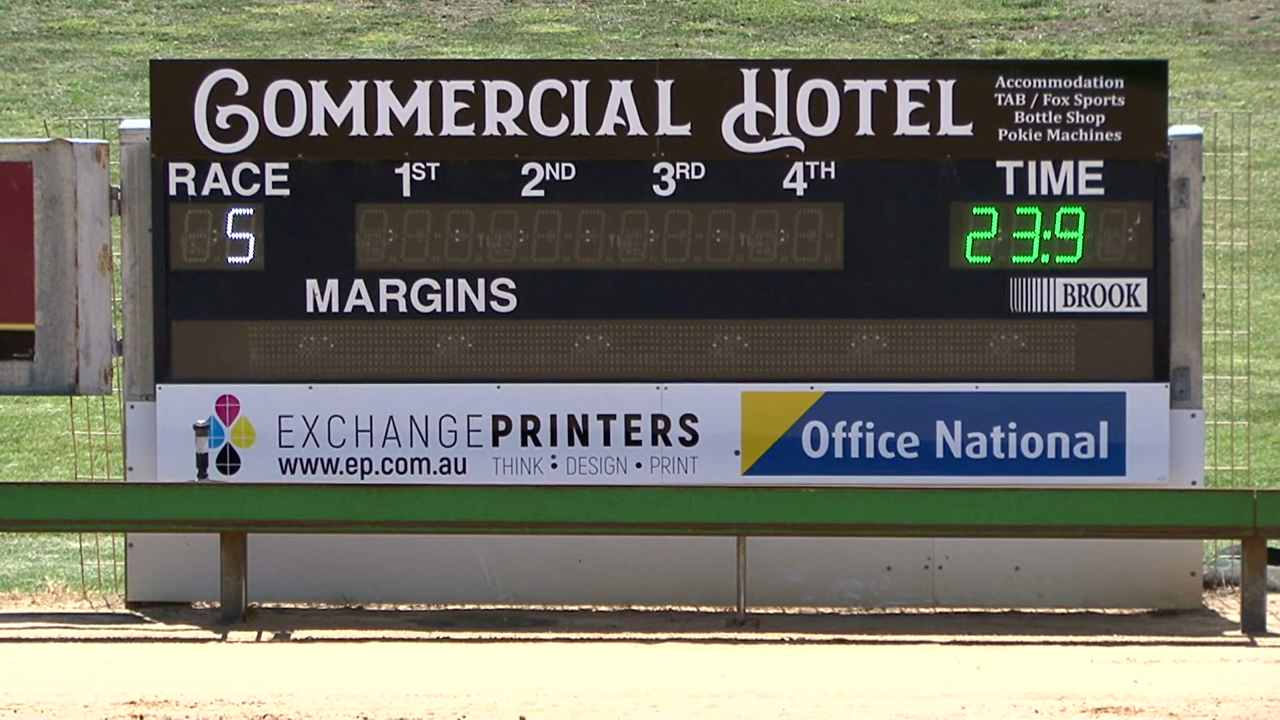 COMMERCIAL HOTEL
Accommodation
TAB / Fox Sports
Bottle Shop
Pokie Machines
RACE 1ST 2ND 3RD 4TH TIME
5 23:9
MARGINS
BROOK
EXCHANGEPRINTERS
www.ep.com.au THINK • DESIGN • PRINT
Office National